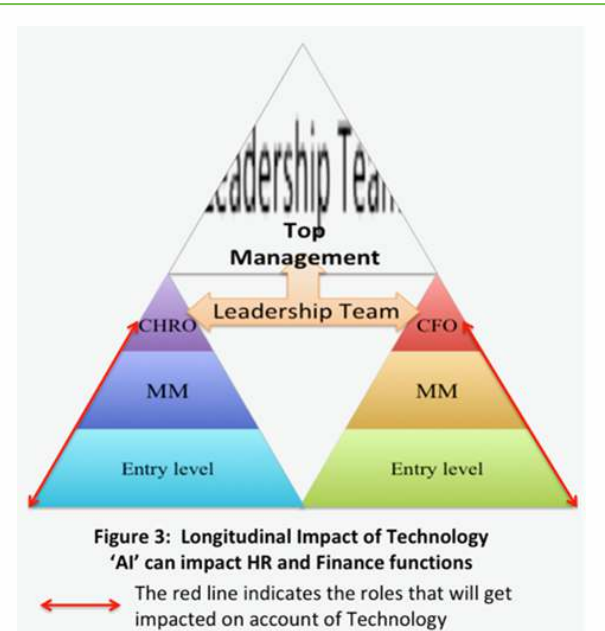 Leadership Team
Top
Management
Leadership Team
CHRO
CFO
MM
MM
Entry level
Entry level
Figure 3: Longitudinal Impact of Technology
‘AI’ can impact HR and Finance functions
The red line indicates the roles that will get
impacted on account of Technology